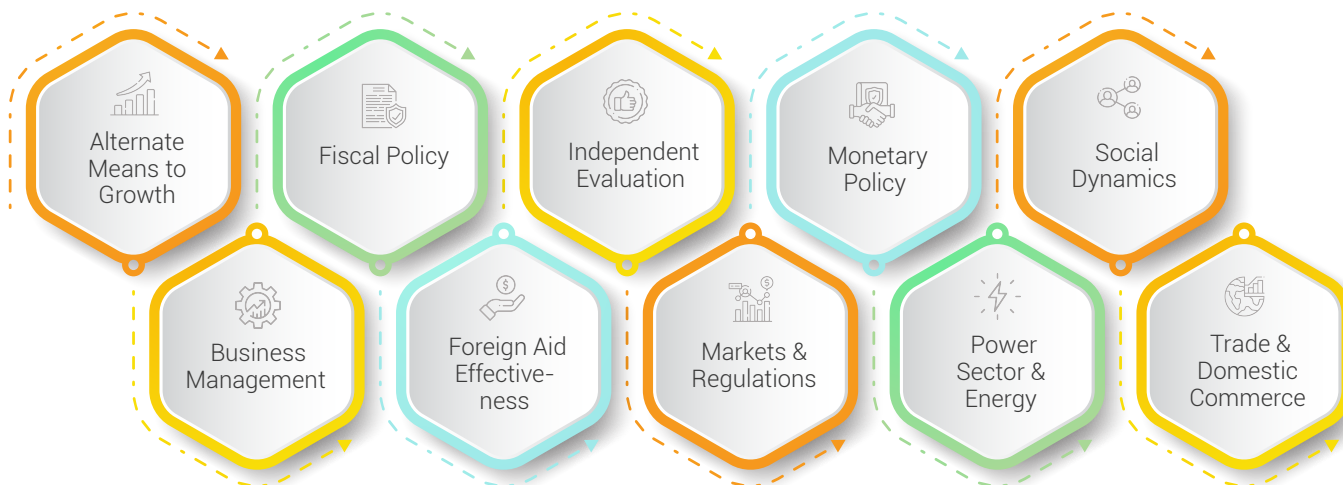 Alternate
Means to
Growth
Fiscal Policy
Independent
Evaluation
Monetary
Policy
Social
Dynamics
Business
Management
Foreign Aid
Effective-
ness
Markets &
Regulations
Power
Sector &
Energy
Trade &
Domestic
Commerce